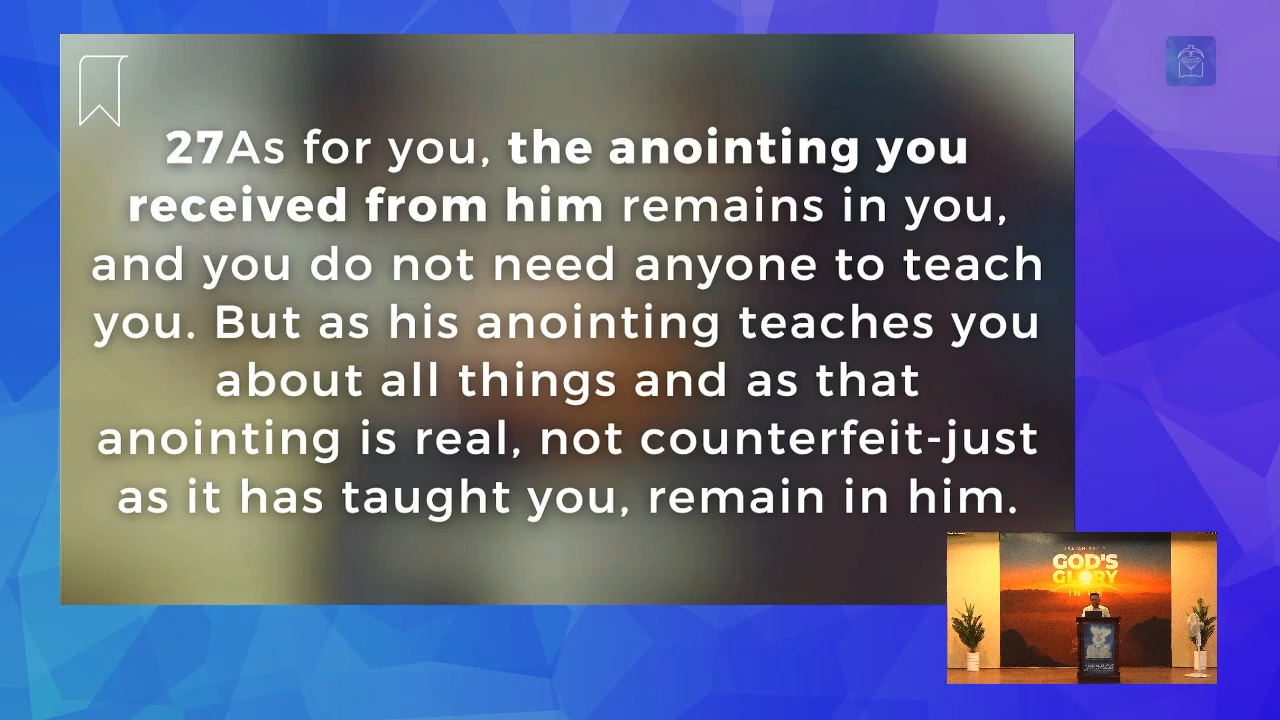 27As for you, the anointing you
received from him remains in you,
and you do not need anyone to teach
you. But as his anointing teaches you
about all things and as that
anointing is real, not counterfeit-just
as it has taught you, remain in him.
GOD'S
GLORY